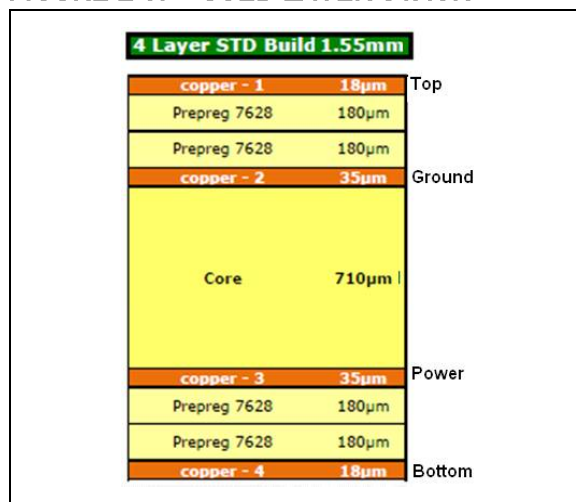 4 Layer STD Build 1.55mm
copper - 1 18µm Top
Prepreg 7628 180µm
Prepreg 7628 180µm
copper - 2 35µm Ground
Core 710µm
copper - 3 35µm Power
Prepreg 7628 180µm
Prepreg 7628 180µm
copper - 4 18µm Bottom